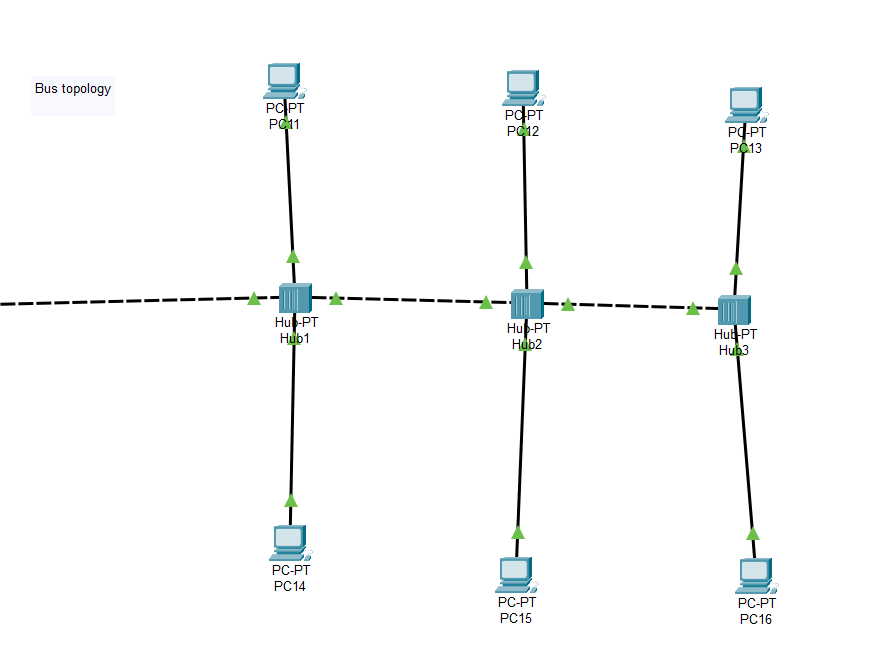 Bus topology
PC-PT
PC11
PC-PT
PC12
PC-PT
PC13
Hub-PT
Hub1
Hub-PT
Hub2
Hub-PT
Hub3
PC-PT
PC14
PC-PT
PC15
PC-PT
PC16